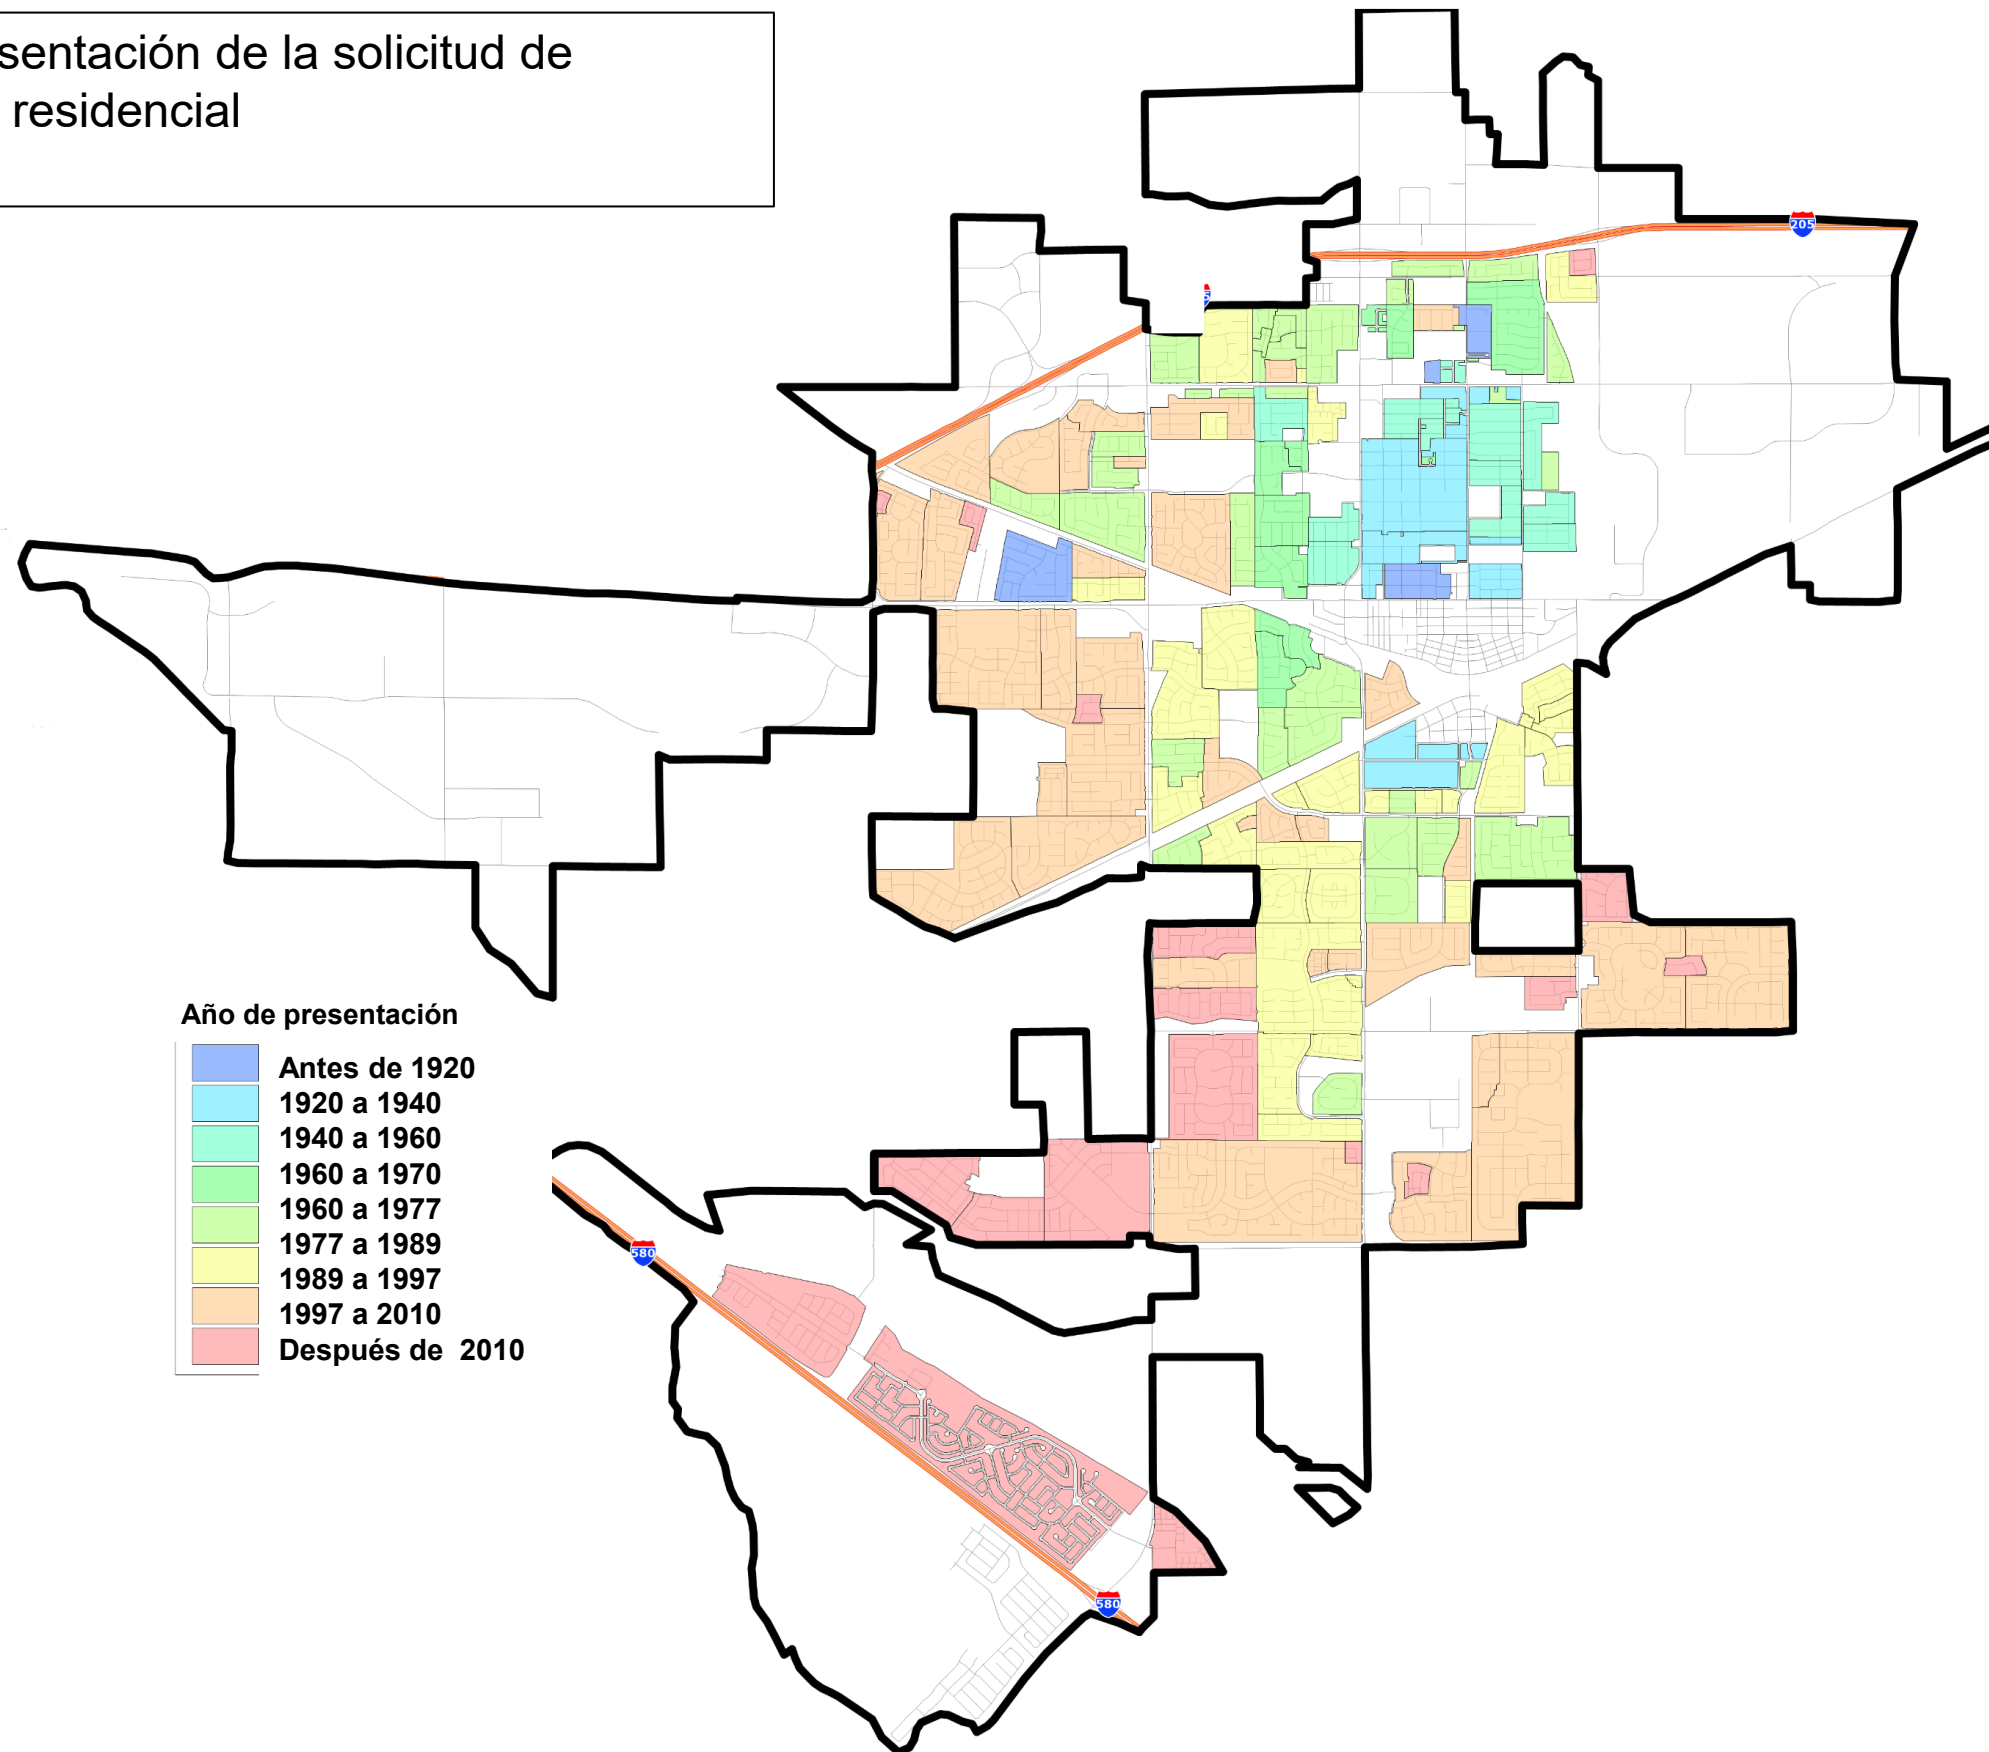 sentación de la solicitud de
residencial
205
Año de presentación
Antes de 1920
1920 a 1940
1940 a 1960
1960 a 1970
1960 a 1977
1977 a 1989
1989 a 1997
1997 a 2010
Después de 2010
580
580